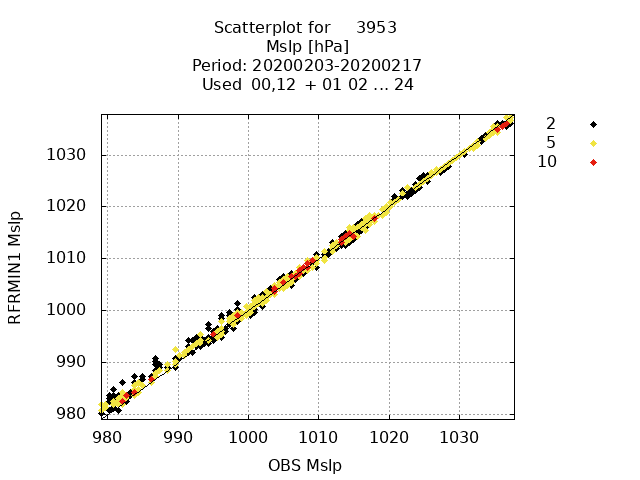 Scatterplot for 3953
Mslp [hPa]
Period: 20200203-20200217
Used 00,12 + 01 02 ... 24
2
5
10
1030
1020
1010
1000
990
980
RFRMIN1 Mslp
980 990 1000 1010 1020 1030
OBS Mslp